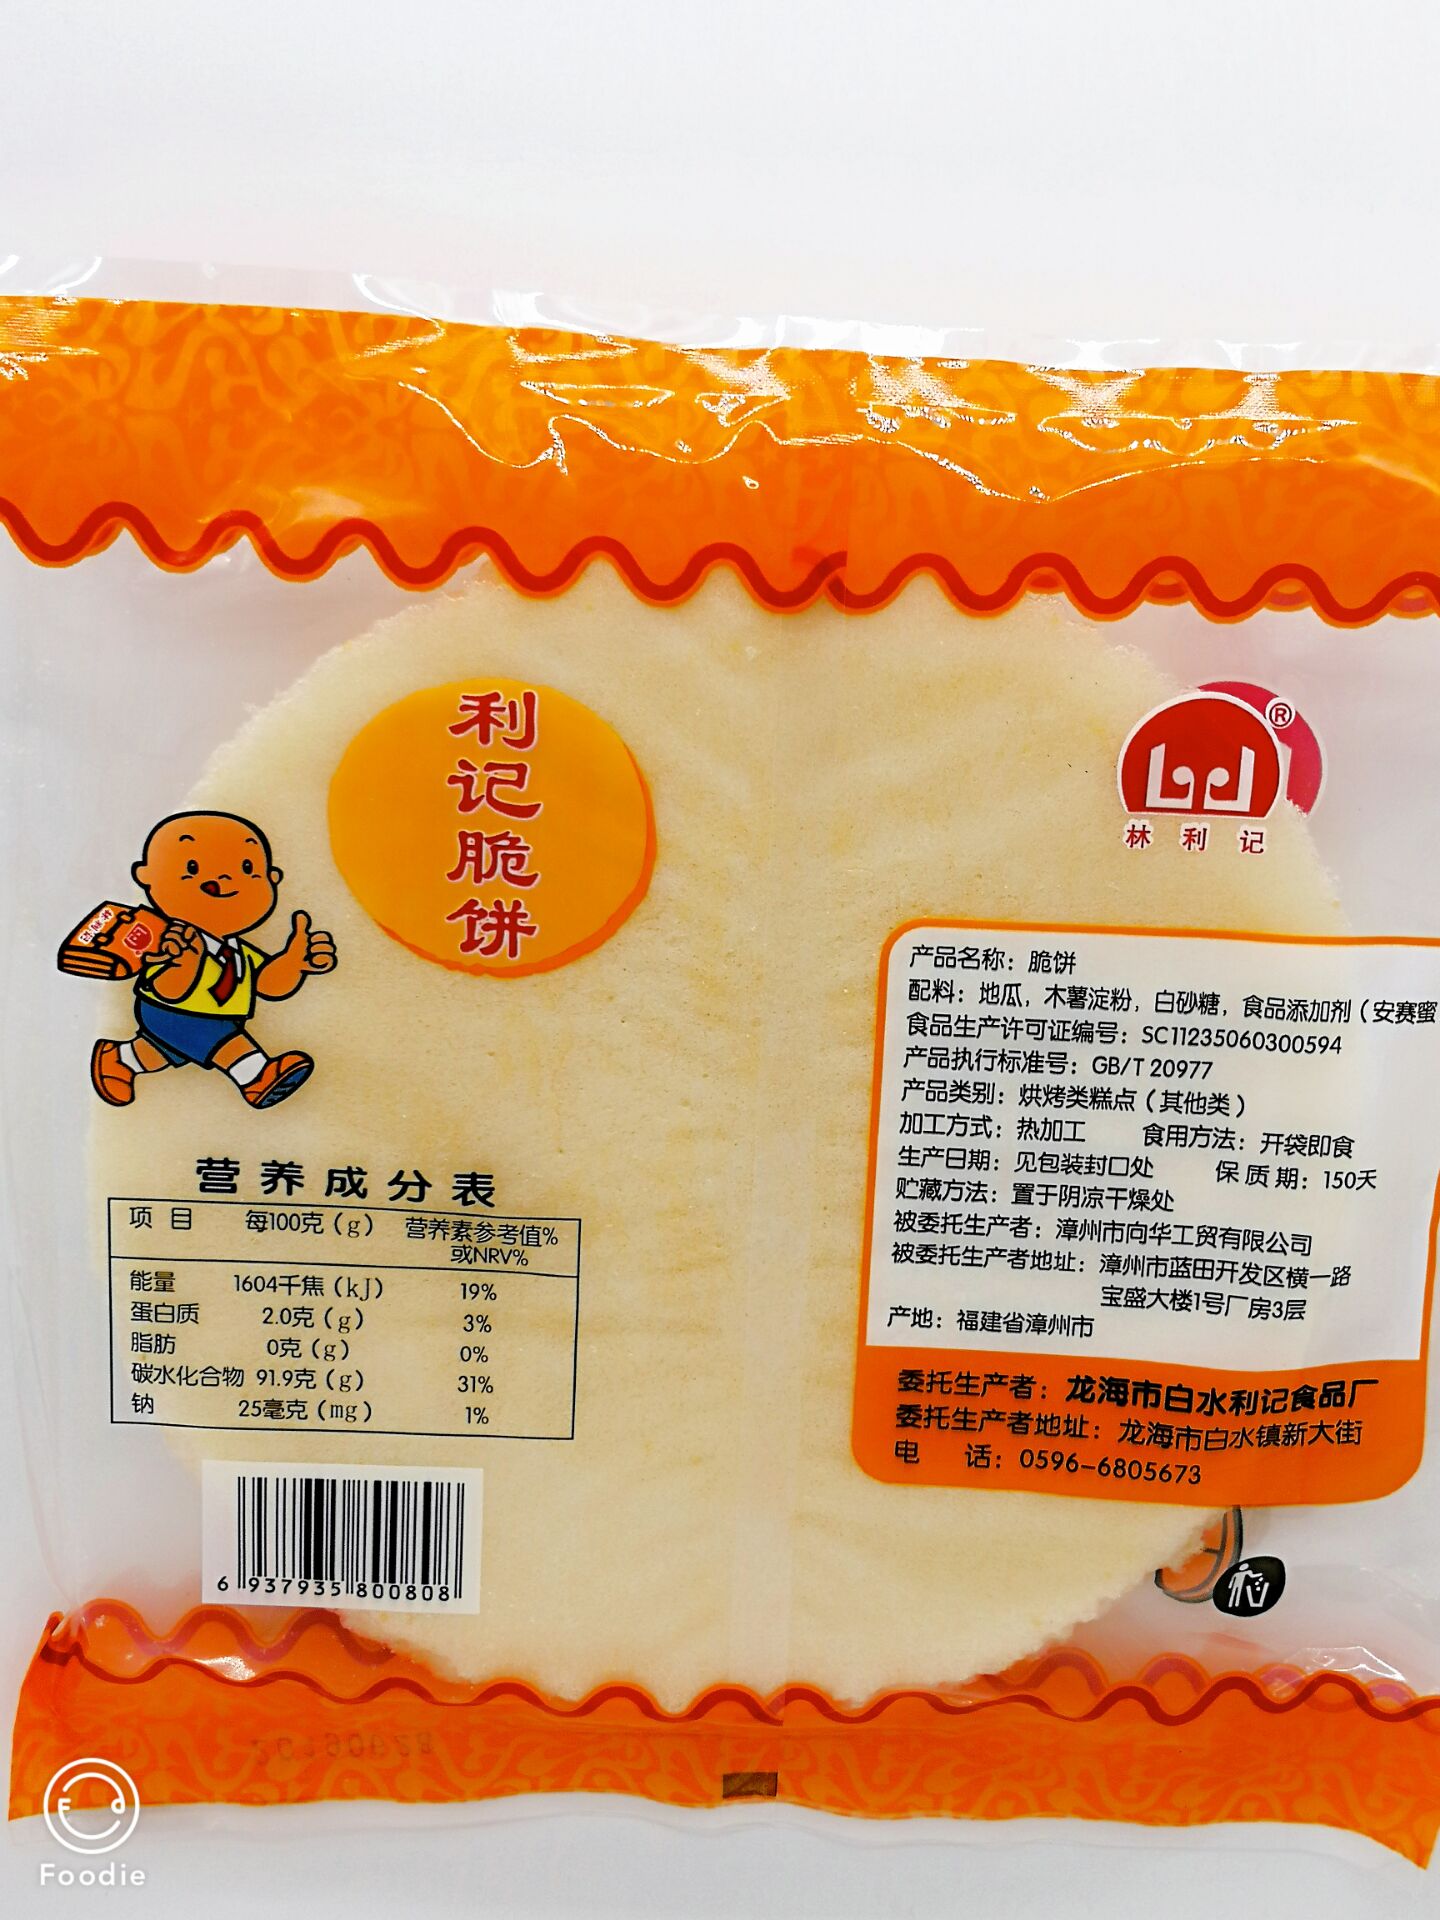 利记脆饼
®
林利记
营养成分表
项目 每100克(g) 营养素参考值%
或NRV%
能量 1604千焦(kJ) 19%
蛋白质 2.0克(g) 3%
脂肪 0克(g) 0%
碳水化合物 91.9克(g) 31%
钠 25毫克(mg) 1%
6 937935 800808
产品名称：脆饼
配料：地瓜，木薯淀粉，白砂糖，食品添加剂（安赛蜜
食品生产许可证编号：SC11235060300594
产品执行标准号：GB/T 20977
产品类别：烘烤类糕点（其他类）
加工方式：热加工 食用方法：开袋即食
生产日期：见包装封口处 保质期：150天
贮藏方法：置于阴凉干燥处
被委托生产者：漳州市向华工贸有限公司
被委托生产者地址：漳州市蓝田开发区横一路
宝盛大楼1号厂房3层
产地：福建省漳州市
委托生产者：龙海市白水利记食品厂
委托生产者地址：龙海市白水镇新大街
电 话：0596-6805673
Foodie